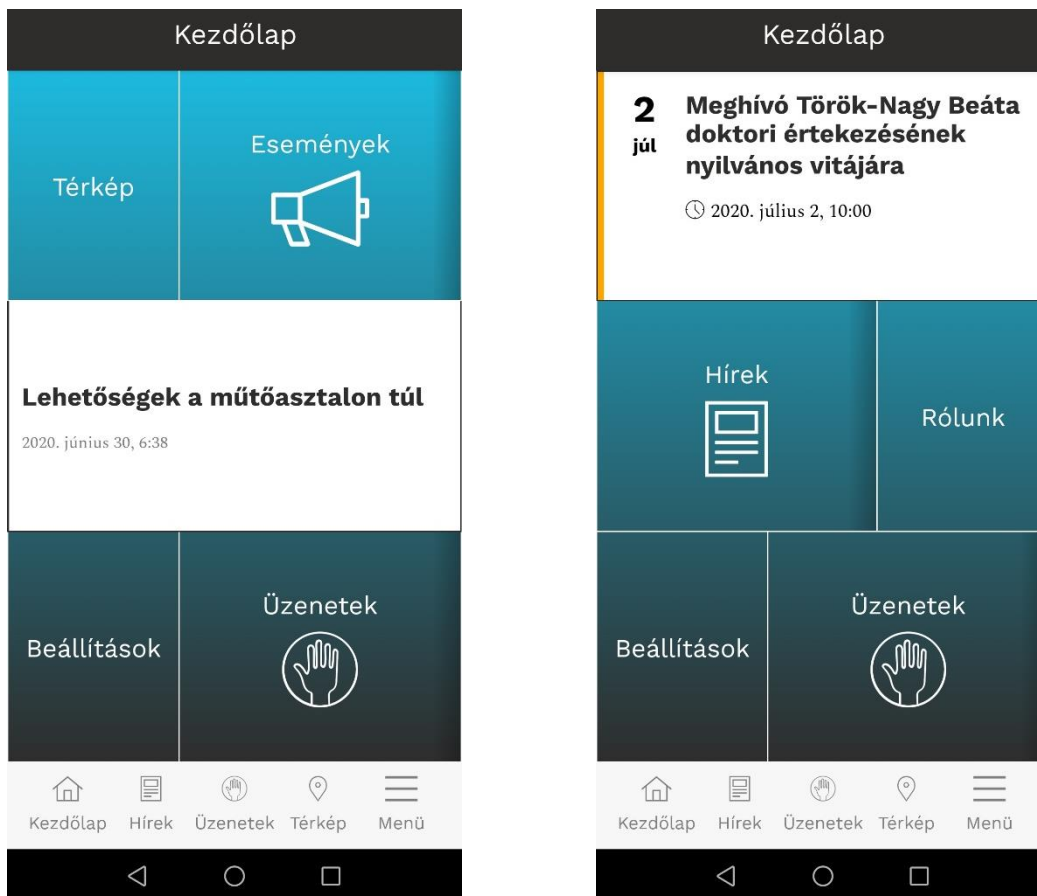 Kezdőlap
Térkép
Események
Lehetőségek a műtőasztalon túl
2020. június 30, 6:38
Beállítások
Üzenetek
Kezdőlap Hírek Üzenetek Térkép Menü
Kezdőlap
2
júl
Meghívó Török-Nagy Beáta
doktori értekezésének
nyilvános vitájára
2020. július 2, 10:00
Hírek
Rólunk
Beállítások
Üzenetek
Kezdőlap Hírek Üzenetek Térkép Menü